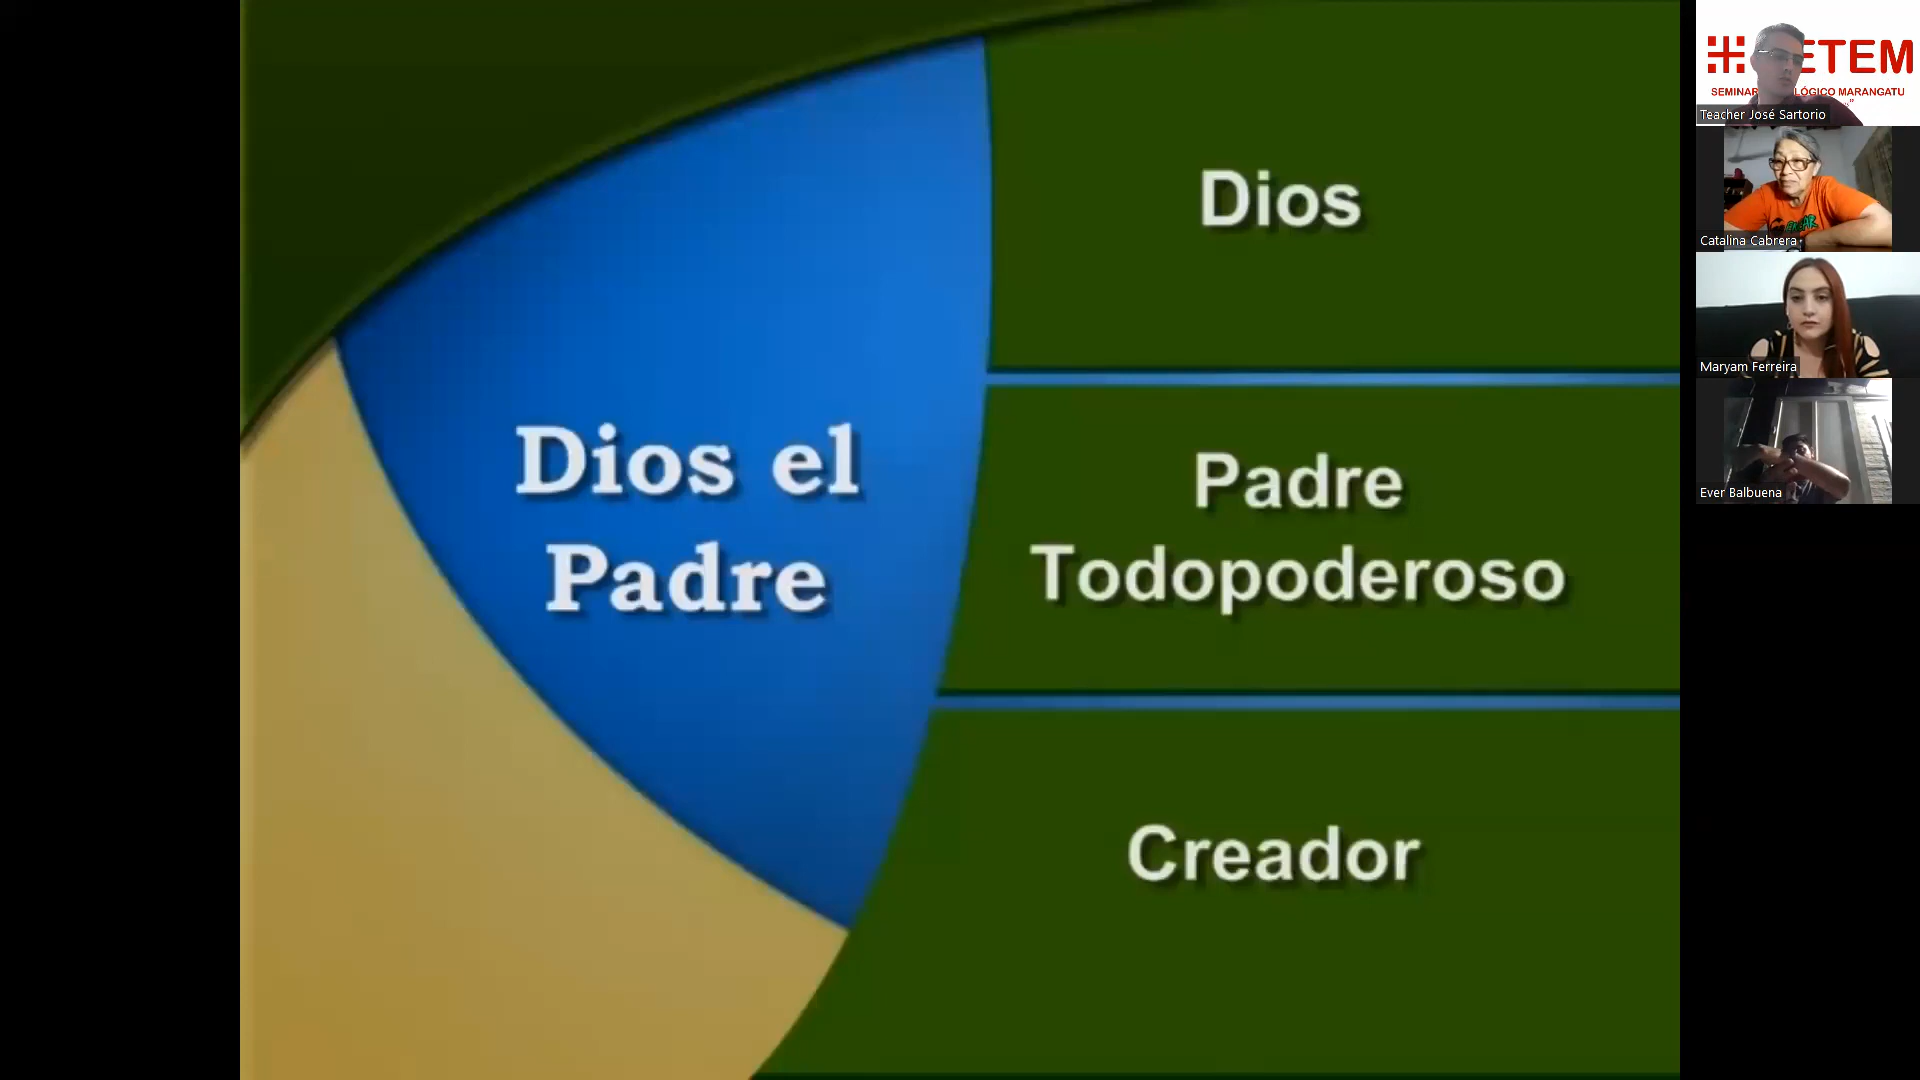 Dios
Dios el
Padre
Padre
Todopoderoso
Creador
ETEM
SEMINAR
LÓGICO MARANGATU
Teacher José Sartorio
Catalina Cabrera
Maryam Ferreira
Ever Balbuena